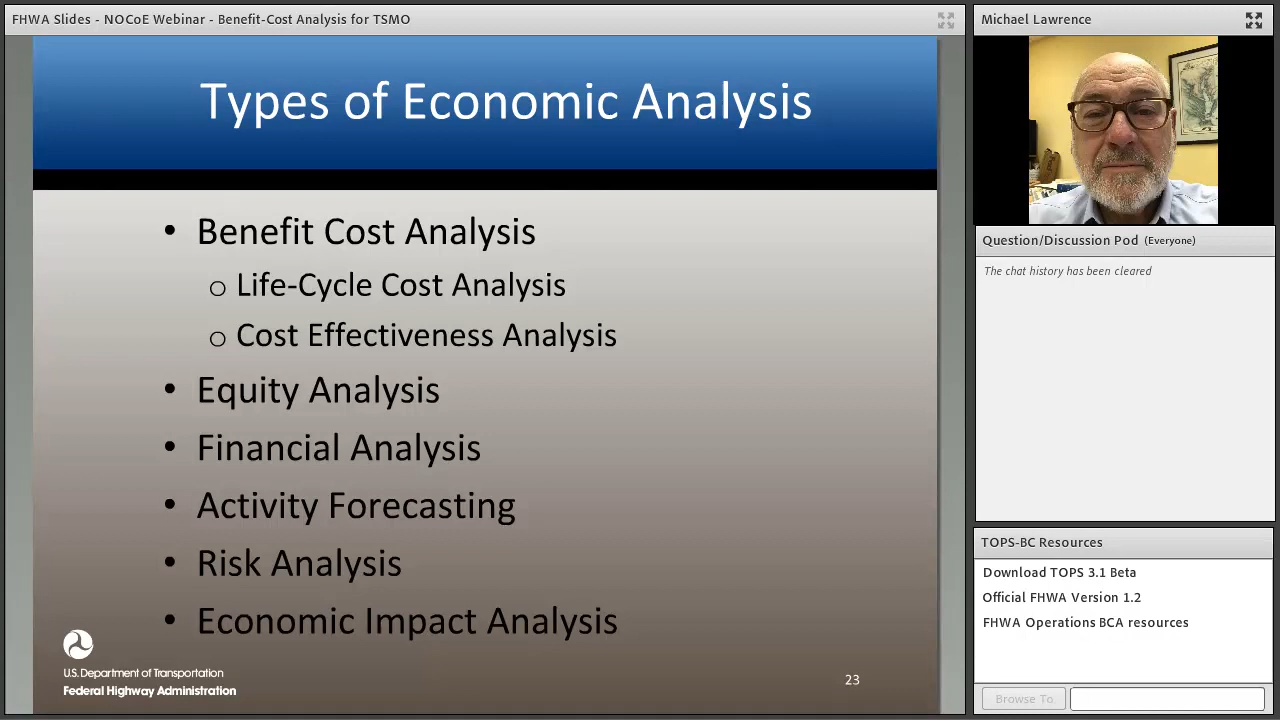 FHWA Slides - NOCoE Webinar - Benefit-Cost Analysis for TSMO
Types of Economic Analysis
• Benefit Cost Analysis
o Life-Cycle Cost Analysis
o Cost Effectiveness Analysis
• Equity Analysis
• Financial Analysis
• Activity Forecasting
• Risk Analysis
• Economic Impact Analysis
U.S. Department of Transportation
Federal Highway Administration
23
Michael Lawrence
Question/Discussion Pod (Everyone)
The chat history has been cleared
TOPS-BC Resources
Download TOPS 3.1 Beta
Official FHWA Version 1.2
FHWA Operations BCA resources
Browse To